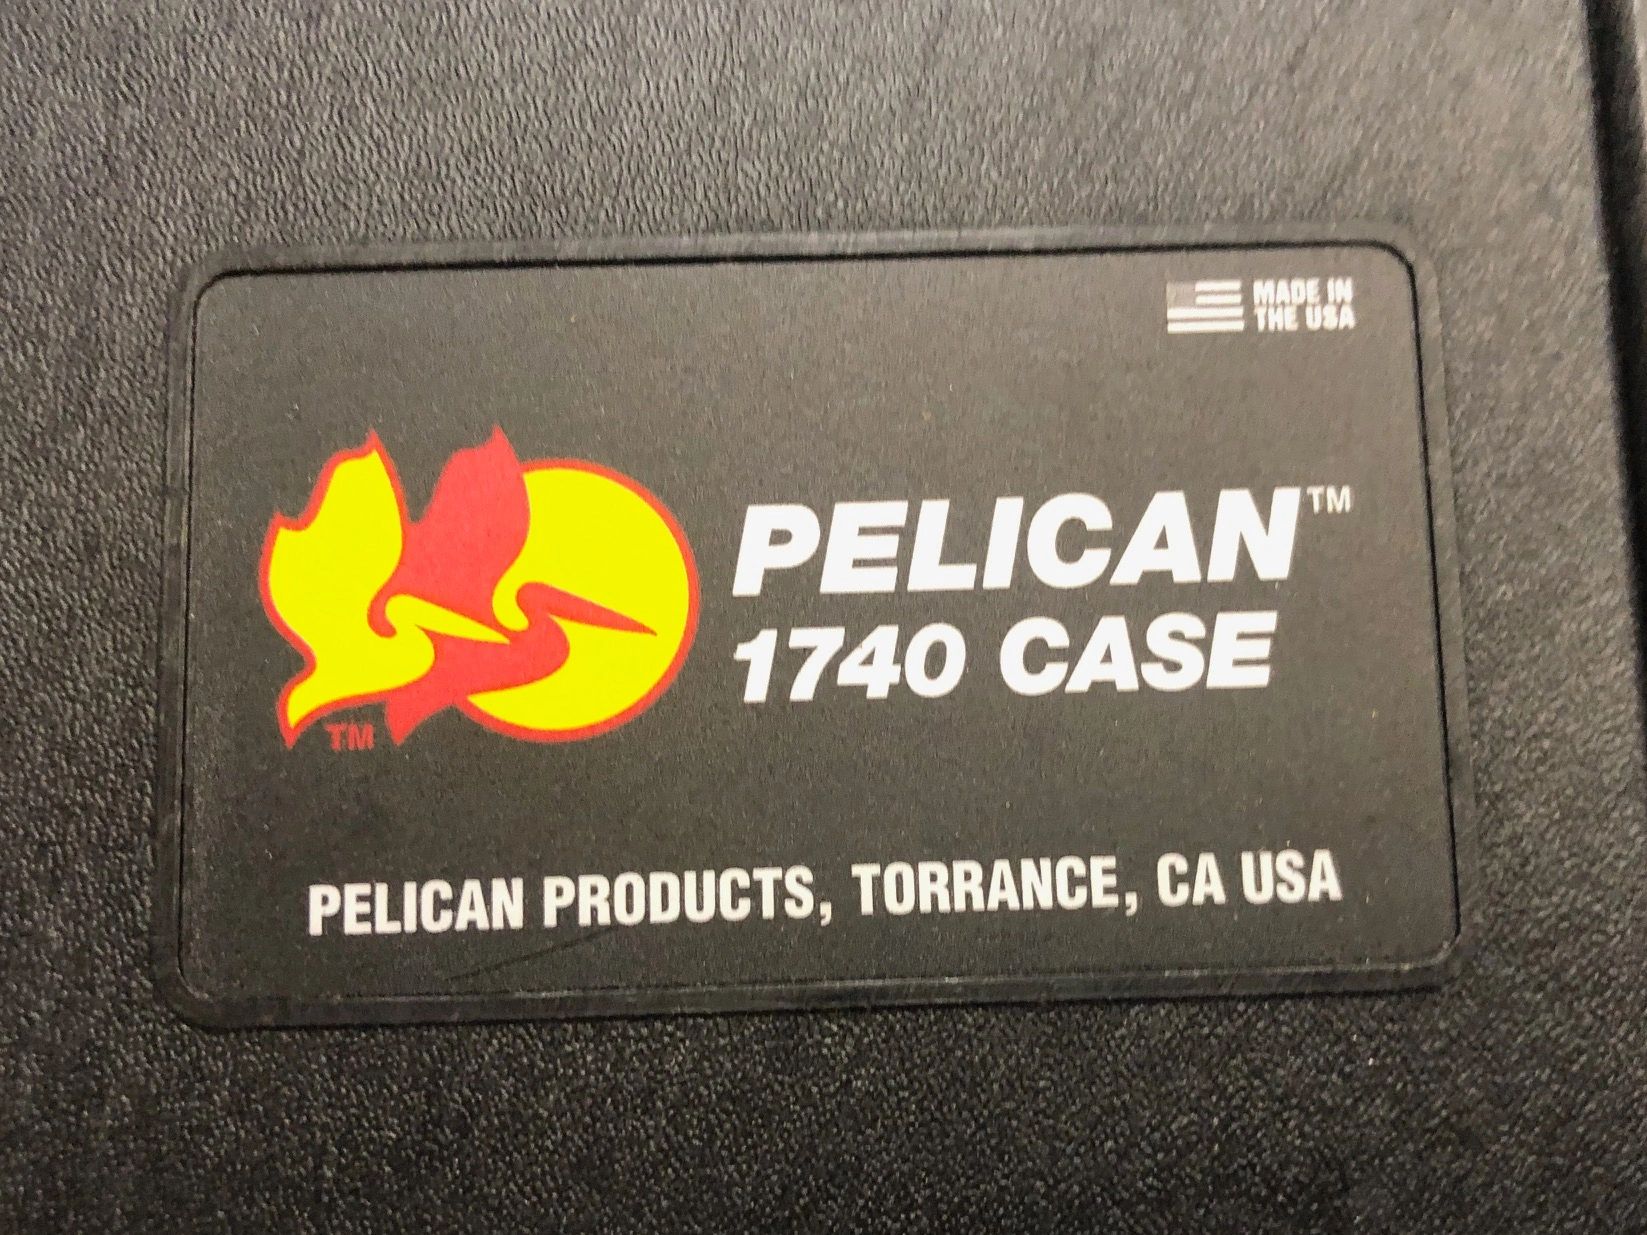 MADE IN
THE USA
PELICAN™
1740 CASE
TM
PELICAN PRODUCTS, TORRANCE, CA USA